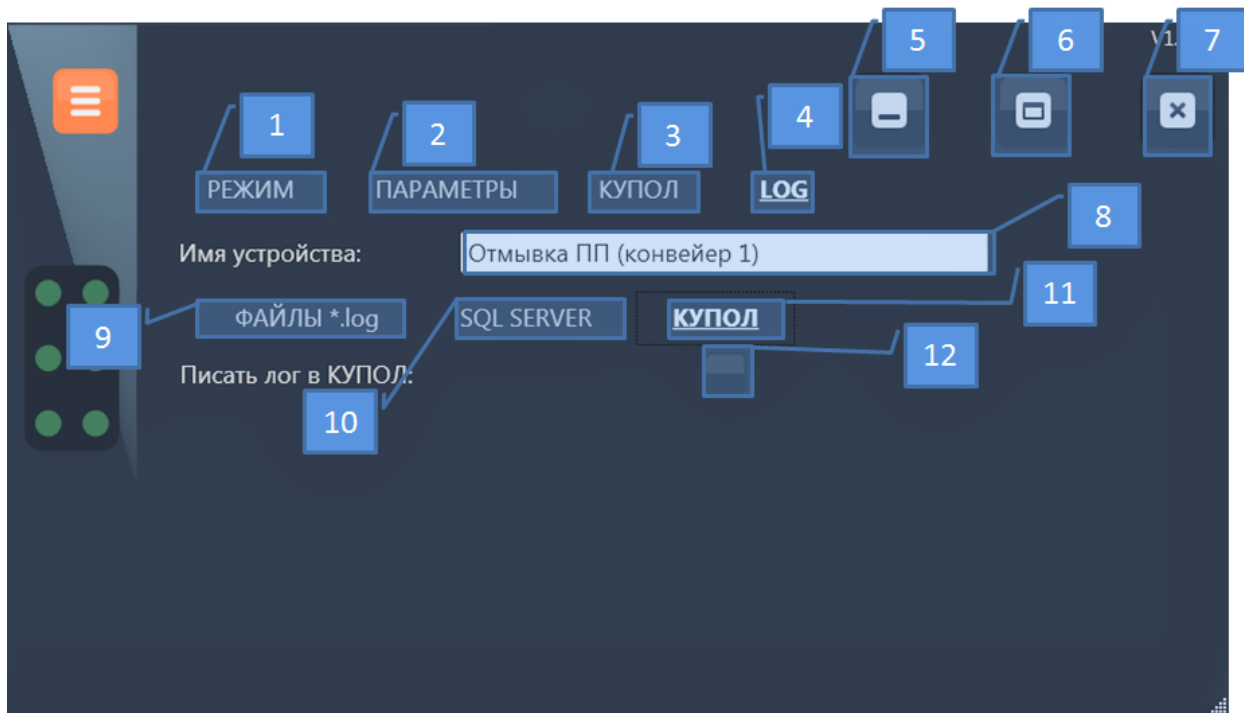 5 6 V1. 7
1 2 3 4
РЕЖИМ ПАРАМЕТРЫ КУПОЛ LOG
8
Имя устройства: Отмывка ПП (конвейер 1)
11
9 ФАЙЛЫ *.log SQL SERVER КУПОЛ
12
Писать лог в КУПОЛ:
10